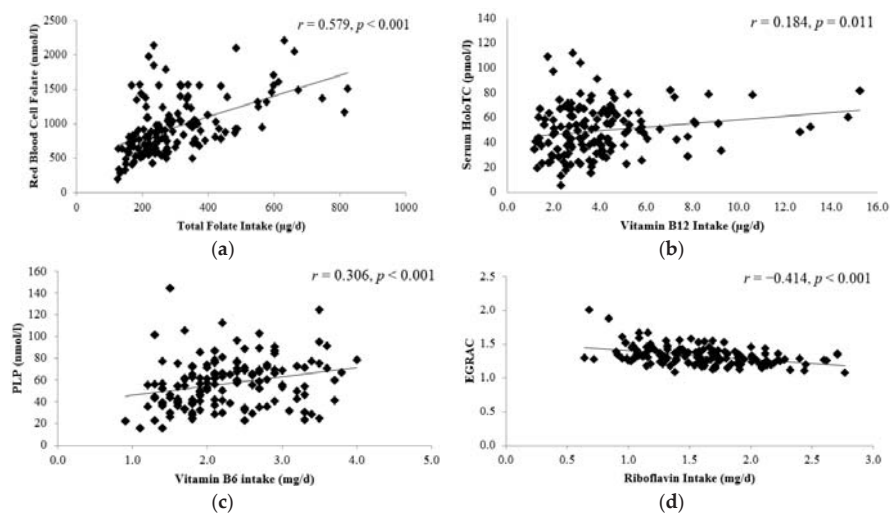 r = 0.579, p < 0.001
Red Blood Cell Folate (nmol/l)
2500
2000
1500
1000
500
0
0 200 400 600 800 1000
Total Folate Intake (µg/d)
(a)
r = 0.184, p = 0.011
Serum HoloTC (pmol/l)
140
120
100
80
60
40
20
0
0.0 2.0 4.0 6.0 8.0 10.0 12.0 14.0 16.0
Vitamin B12 Intake (µg/d)
(b)
r = 0.306, p < 0.001
PLP (nmol/l)
160
140
120
100
80
60
40
20
0
0.0 1.0 2.0 3.0 4.0 5.0
Vitamin B6 intake (mg/d)
(c)
r = −0.414, p < 0.001
EGRAC
2.5
2.0
1.5
1.0
0.5
0.0
0.0 0.5 1.0 1.5 2.0 2.5 3.0
Riboflavin Intake (mg/d)
(d)